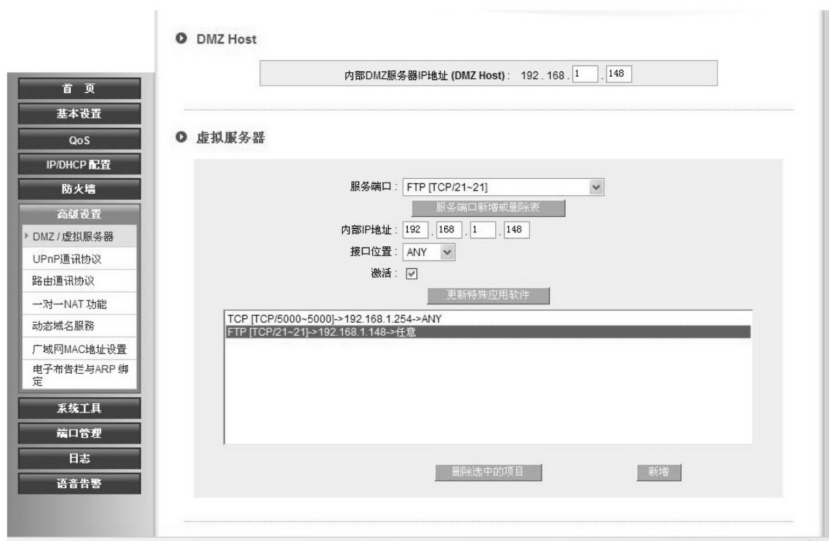 DMZ Host
内部DMZ服务器IP地址 (DMZ Host)： 192 . 168 . 1 . 148
首 页
基本设置
QoS
IP/DHCP 配置
防火墙
高级设置
DMZ / 虚拟服务器
UPnP通讯协议
路由通讯协议
一对一NAT 功能
动态域名服務
广域网MAC地址设置
电子布告栏与ARP 绑
定
系统工具
端口管理
日志
语音告警
虚拟服务器
服务端口： FTP [TCP/21~21]
服务端口新增或删除表
内部IP地址： 192 . 168 . 1 . 148
接口位置： ANY
激活：
更新特殊应用软件
TCP [TCP/5000~5000]->192.168.1.254->ANY
FTP [TCP/21~21]->192.168.1.148->任意
删除选中的项目 新增